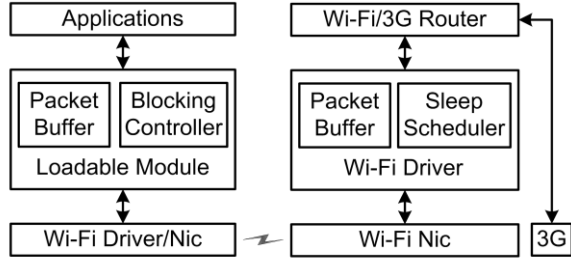 Applications
Packet Buffer
Blocking Controller
Loadable Module
Wi-Fi Driver/Nic
Wi-Fi/3G Router
Packet Buffer
Sleep Scheduler
Wi-Fi Driver
Wi-Fi Nic
3G